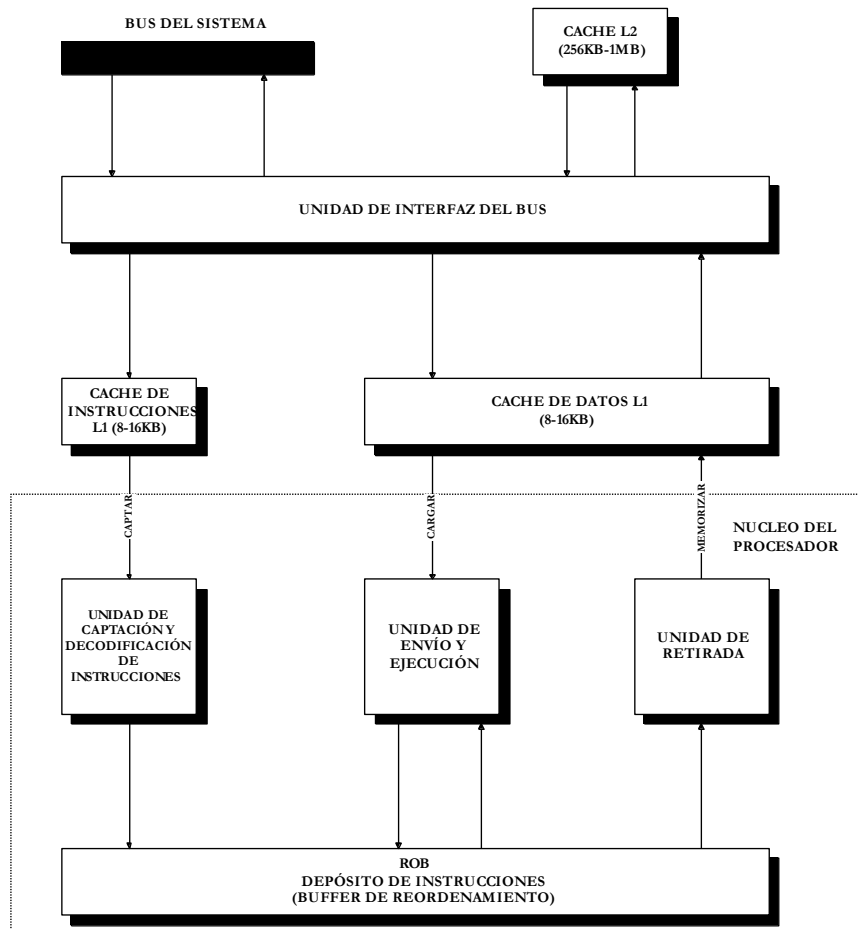 BUS DEL SISTEMA
CACHE L2
(256KB-1MB)
UNIDAD DE INTERFAZ DEL BUS
CACHE DE
INSTRUCCIONES
L1 (8-16KB)
CACHE DE DATOS L1
(8-16KB)
CAPTAR
CARGAR
MEMORIZAR
NUCLEO DEL
PROCESADOR
UNIDAD DE
CAPTACIÓN Y
DECODIFICACIÓN
DE
INSTRUCCIONES
UNIDAD DE
ENVÍO Y
EJECUCIÓN
UNIDAD DE
RETIRADA
ROB
DEPÓSITO DE INSTRUCCIONES
(BUFFER DE REORDENAMIENTO)